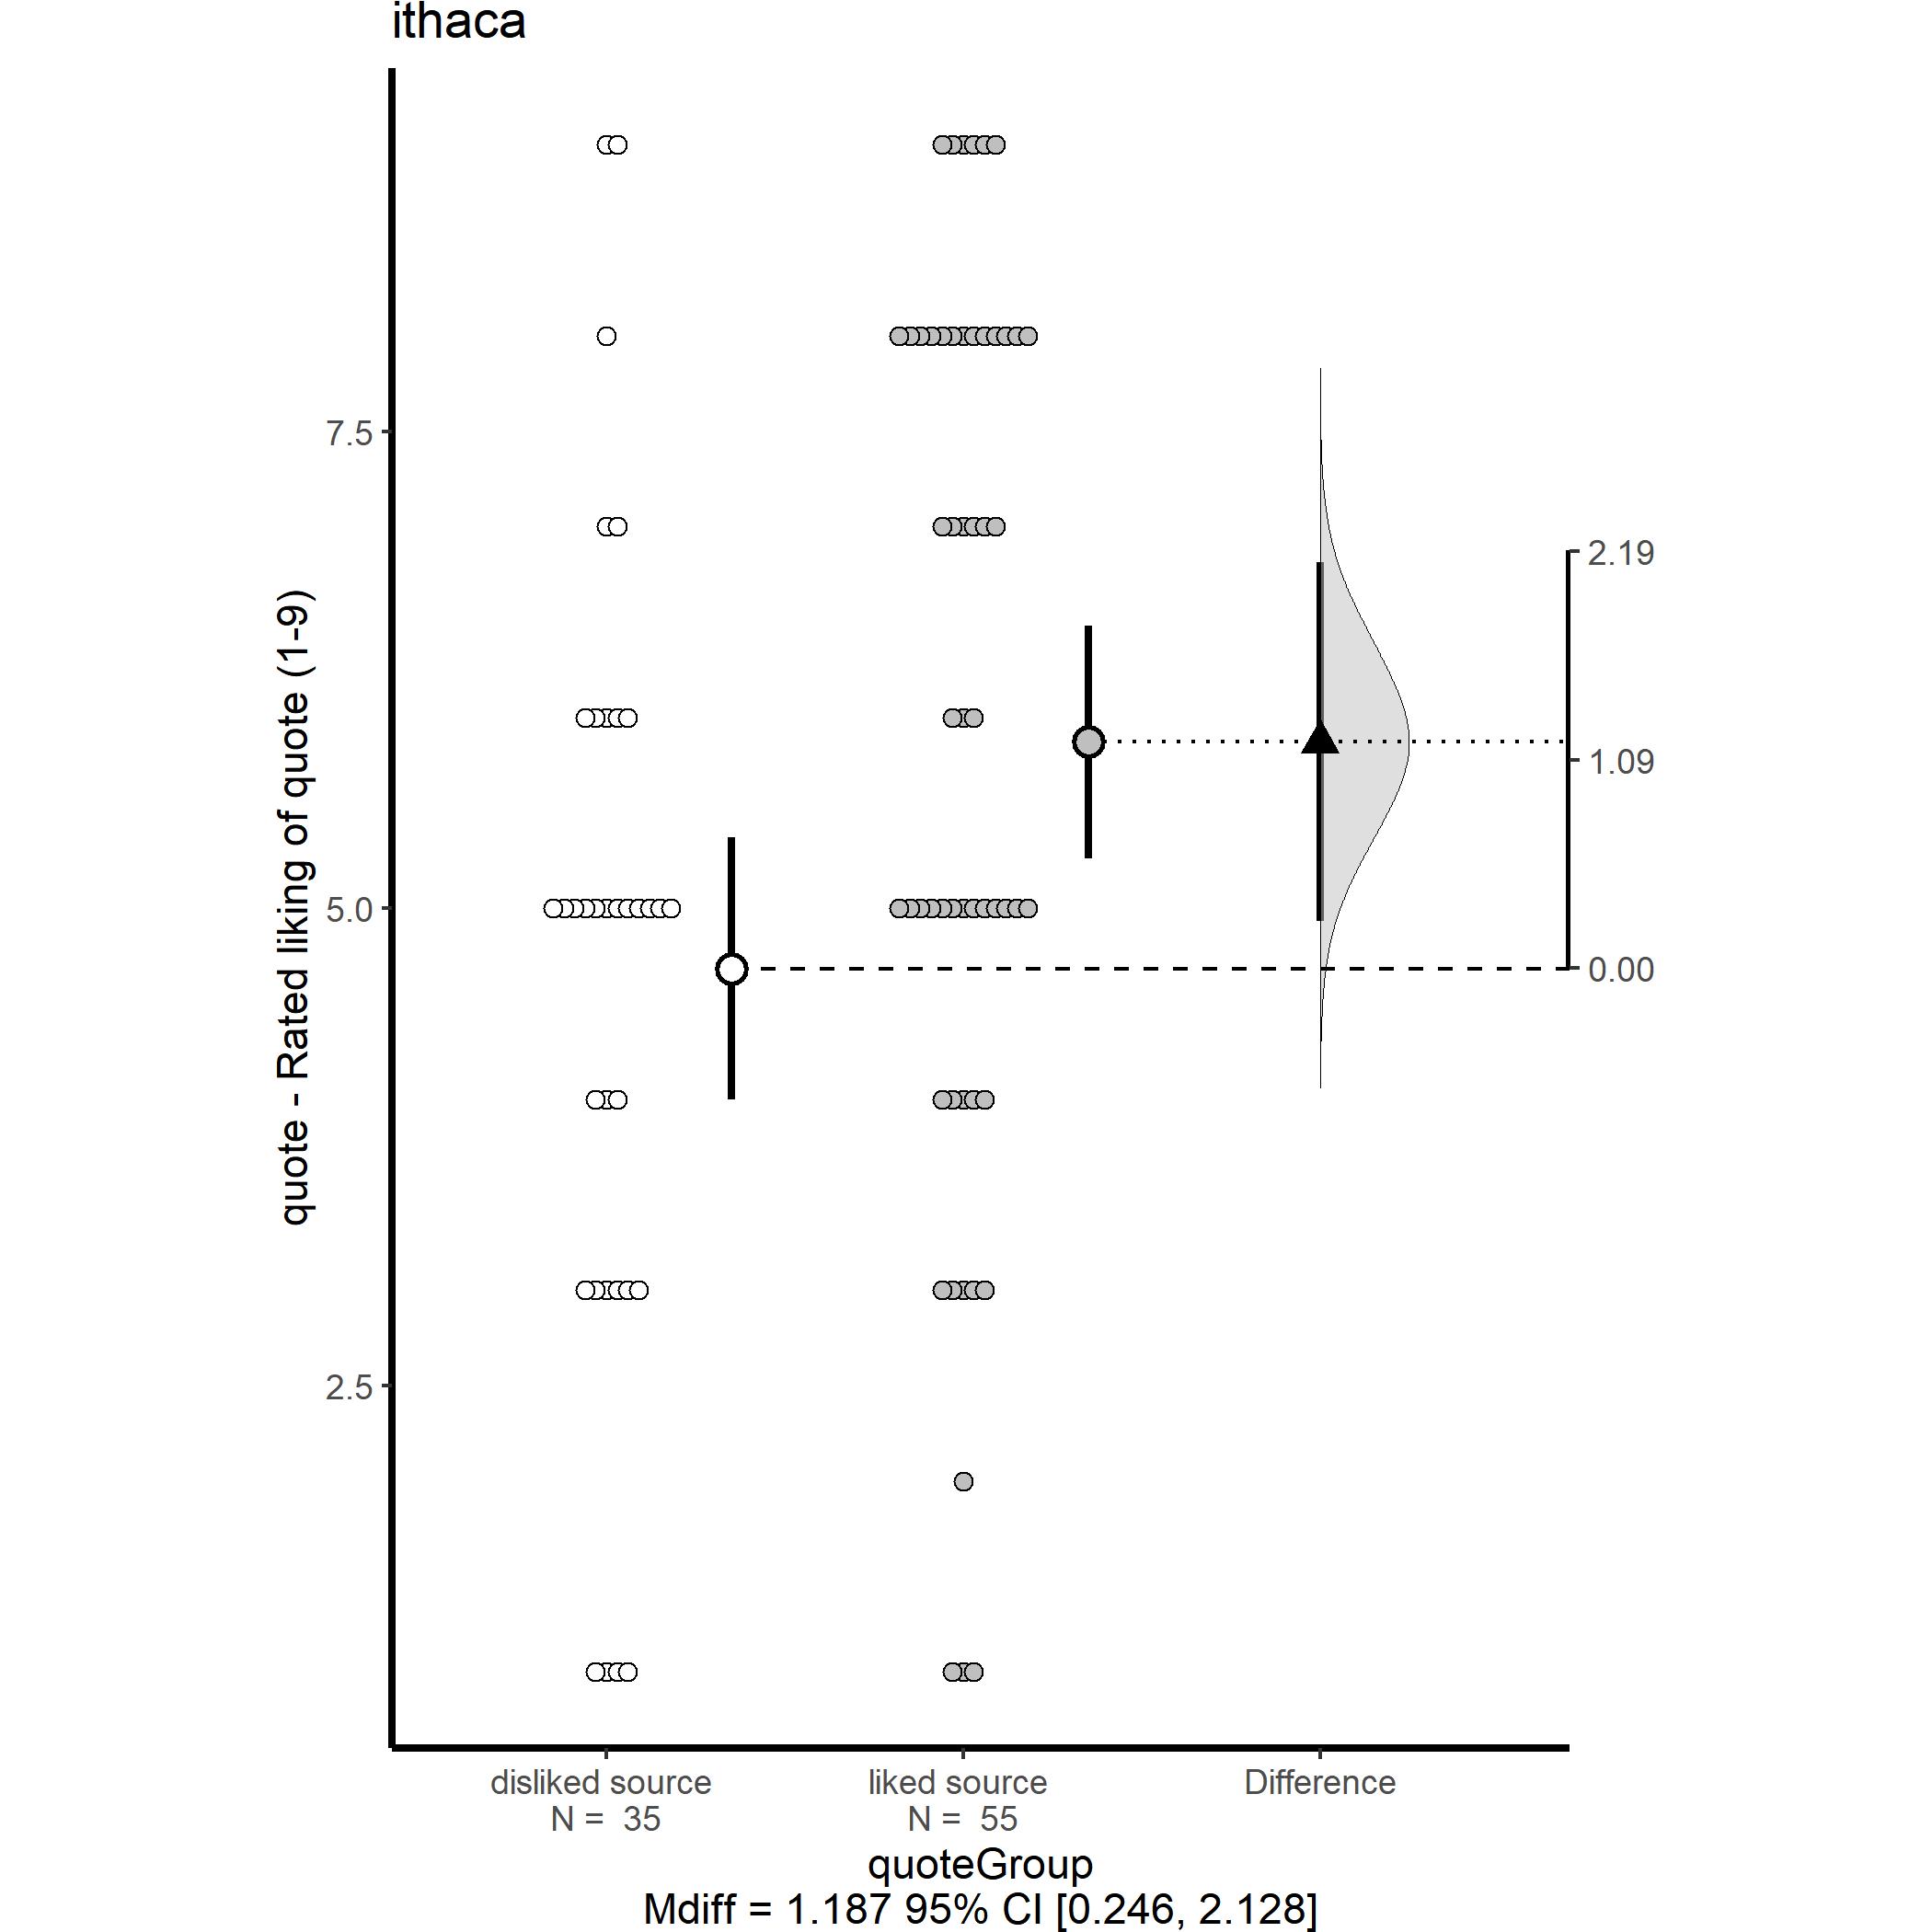 ithaca
quote - Rated liking of quote (1-9)
7.5
5.0
2.5
2.19
1.09
0.00
disliked source
N =  35
liked source
N =  55
Difference
quoteGroup
Mdiff = 1.187 95% CI [0.246, 2.128]